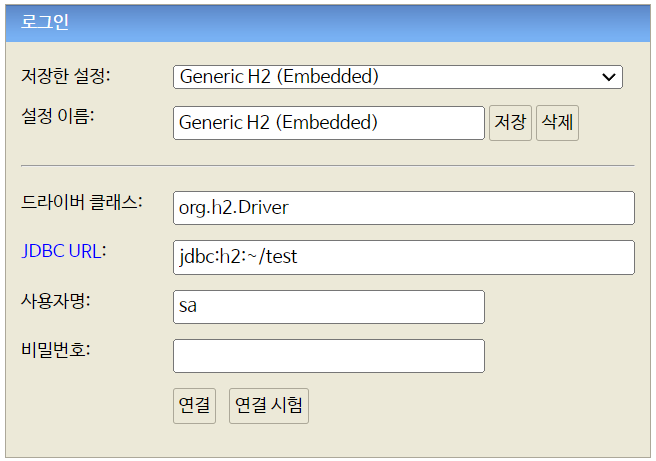 로그인
저장한 설정: Generic H2 (Embedded)
설정 이름: Generic H2 (Embedded) 저장 삭제
드라이버 클래스: org.h2.Driver
JDBC URL: jdbc:h2:~/test
사용자명: sa
비밀번호:
연결 연결 시험